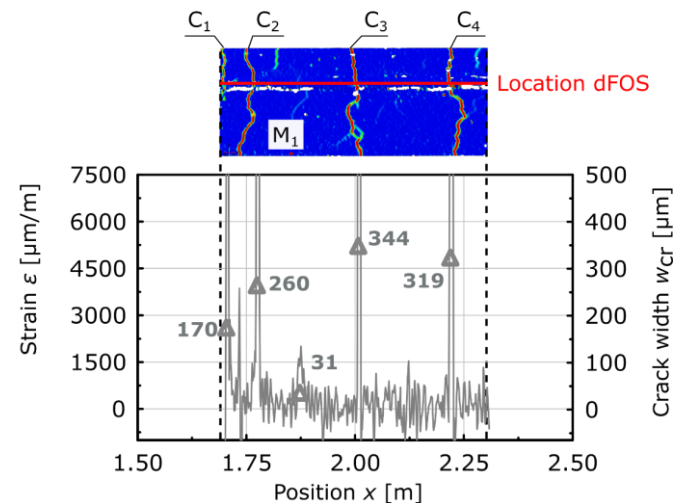 C1 C2 C3 C4
Location dFOS
M1
7500 500
6000 400
4500 300
3000 200
1500 100
0 0
344
260
319
170
31
Strain ε [μm/m]
Crack width wcr [μm]
1.50 1.75 2.00 2.25 2.50
Position x [m]